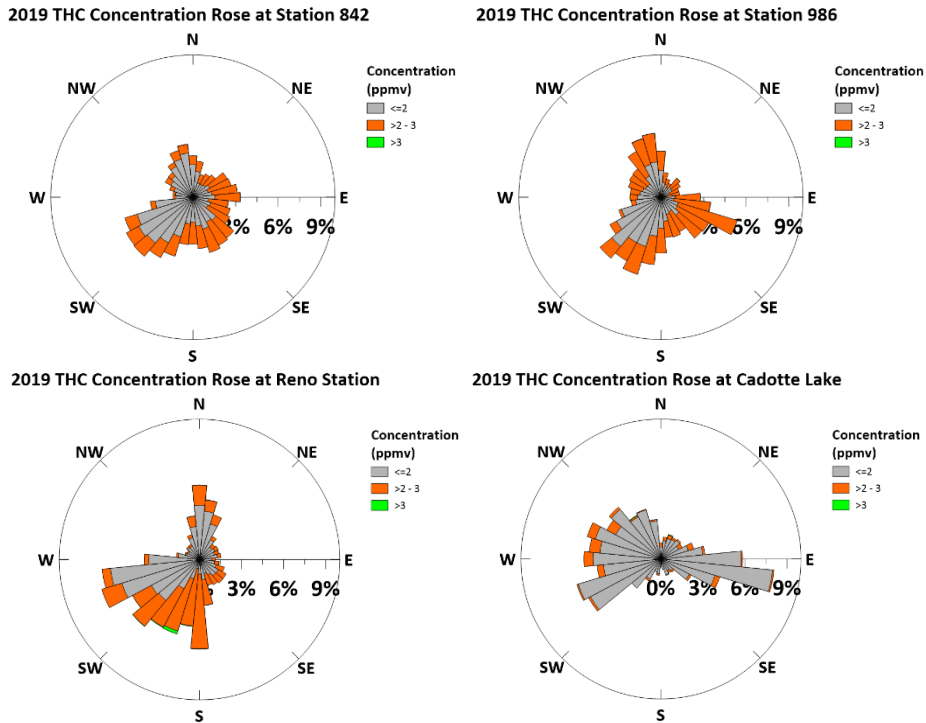 2019 THC Concentration Rose at Station 842
N
NW
NE
W
E
3% 6% 9%
SW
SE
S
Concentration
(ppmv)
<=2
>2 - 3
>3
2019 THC Concentration Rose at Station 986
N
NW
NE
W
E
6% 9%
SW
SE
S
Concentration
(ppmv)
<=2
>2 - 3
>3
2019 THC Concentration Rose at Reno Station
N
NW
NE
W
E
3% 6% 9%
SW
SE
S
Concentration
(ppmv)
<=2
>2 - 3
>3
2019 THC Concentration Rose at Cadotte Lake
N
NW
NE
W
E
0% 3% 6% 9%
SW
SE
S
Concentration
(ppmv)
<=2
>2 - 3
>3